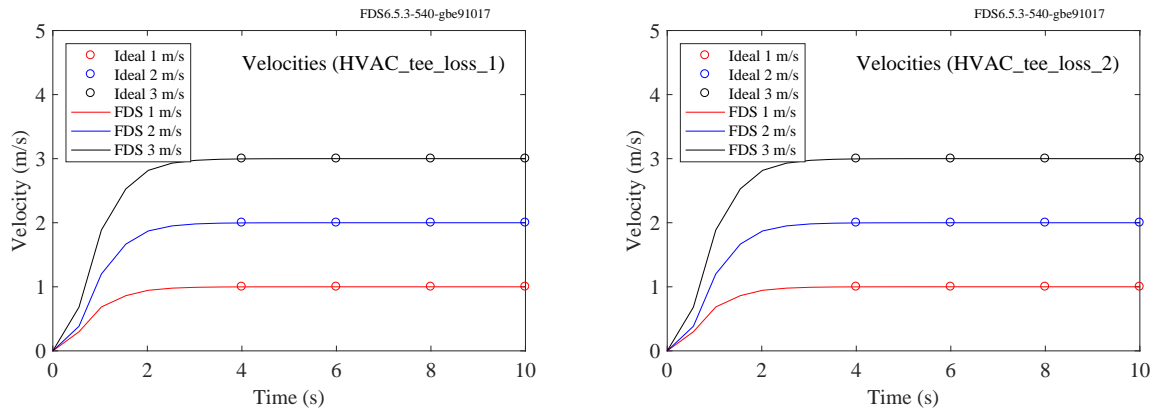 FDS6.5.3-540-gbe91017
Velocities (HVAC_tee_loss_1)
Ideal 1 m/s
Ideal 2 m/s
Ideal 3 m/s
FDS 1 m/s
FDS 2 m/s
FDS 3 m/s
Velocity (m/s)
5
4
3
2
1
0
0 2 4 6 8 10
Time (s)
FDS6.5.3-540-gbe91017
Velocities (HVAC_tee_loss_2)
Ideal 1 m/s
Ideal 2 m/s
Ideal 3 m/s
FDS 1 m/s
FDS 2 m/s
FDS 3 m/s
Velocity (m/s)
5
4
3
2
1
0
0 2 4 6 8 10
Time (s)